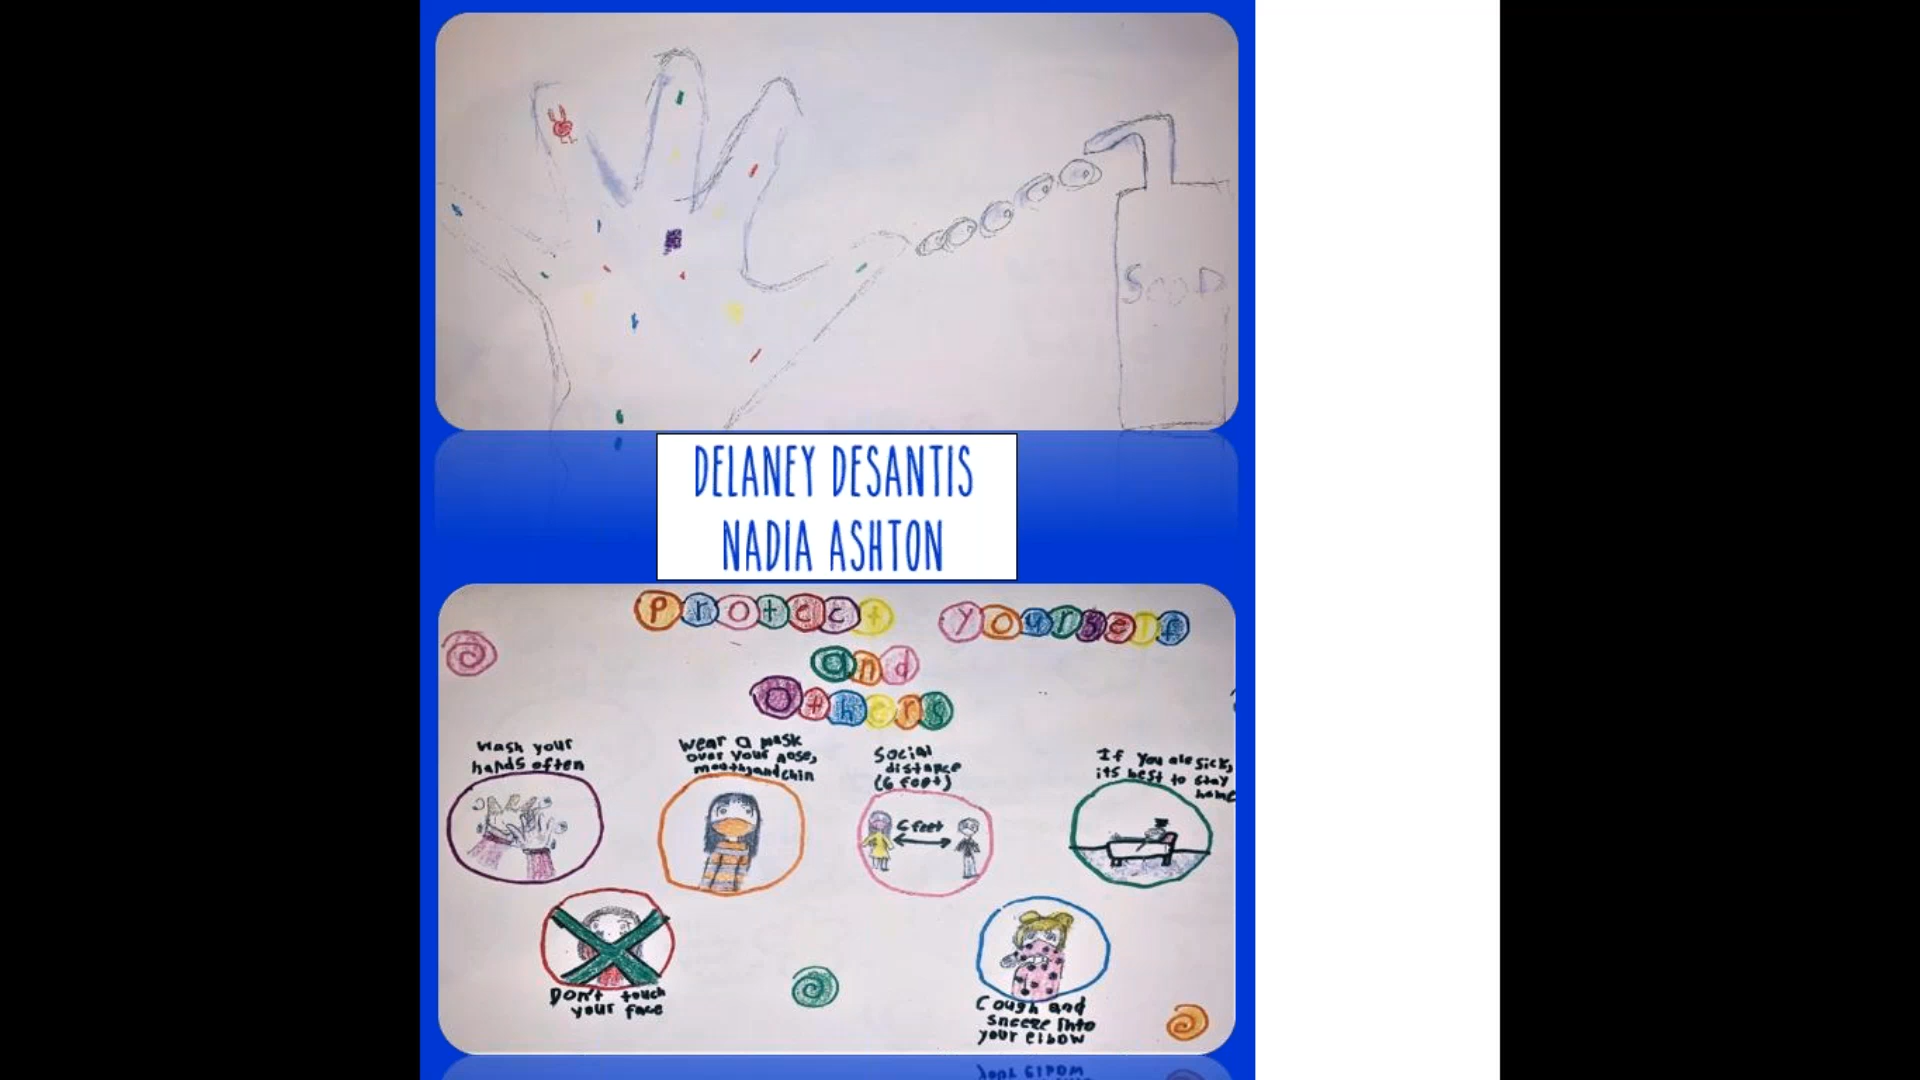 SOAP
DELANEY DESANTIS
NADIA ASHTON
Protect Yourself
and
Others
Wash your
hands often
Wear a mask
over your nose,
mouth, and chin
Social
distance
(6 feet)
If you are sick,
its best to stay
home
6 feet
Don't touch
your face
Cough and
sneeze into
your elbow